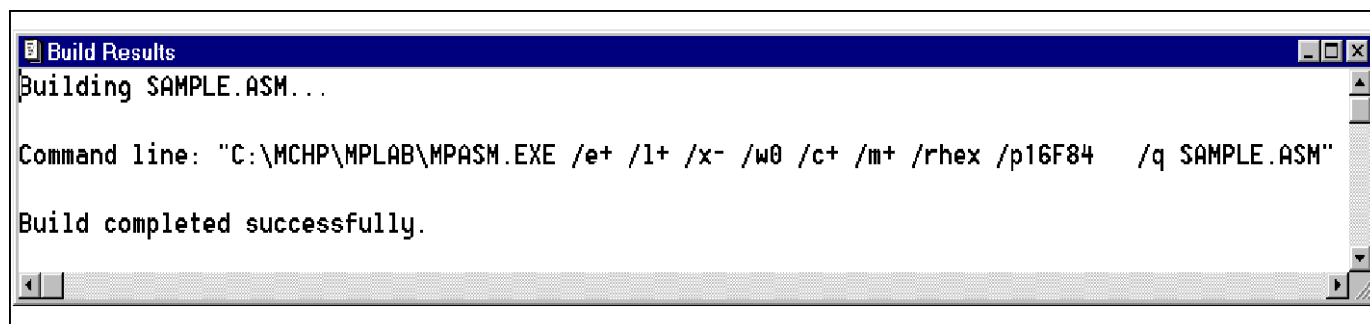 Build Results
Building SAMPLE.ASM...
Command line: "C:\MCHP\MPLAB\MPASM.EXE /e+ /l+ /x- /w0 /c+ /m+ /rhex /p16F84   /q SAMPLE.ASM"
Build completed successfully.